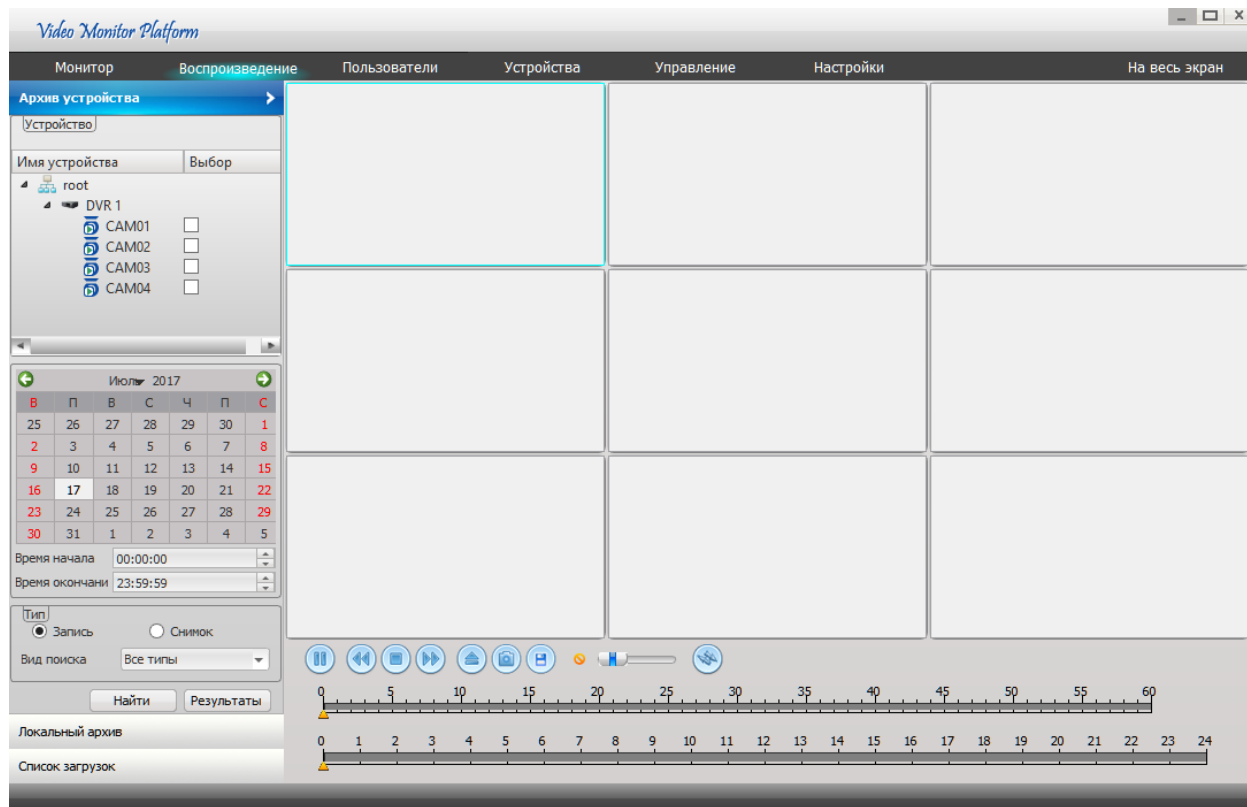 Video Monitor Platform
Монитор Воспроизведение Пользователи Устройства Управление Настройки На весь экран
Архив устройства
Устройство
Имя устройства Выбор
root
DVR 1
CAM01
CAM02
CAM03
CAM04
Июль 2017
В П В С Ч П С
25 26 27 28 29 30 1
2 3 4 5 6 7 8
9 10 11 12 13 14 15
16 17 18 19 20 21 22
23 24 25 26 27 28 29
30 31 1 2 3 4 5
Время начала 00:00:00
Время окончани 23:59:59
Тип
Запись Снимок
Вид поиска Все типы
Найти Результаты
Локальный архив
Список загрузок
0 5 10 15 20 25 30 35 40 45 50 55 60
0 1 2 3 4 5 6 7 8 9 10 11 12 13 14 15 16 17 18 19 20 21 22 23 24